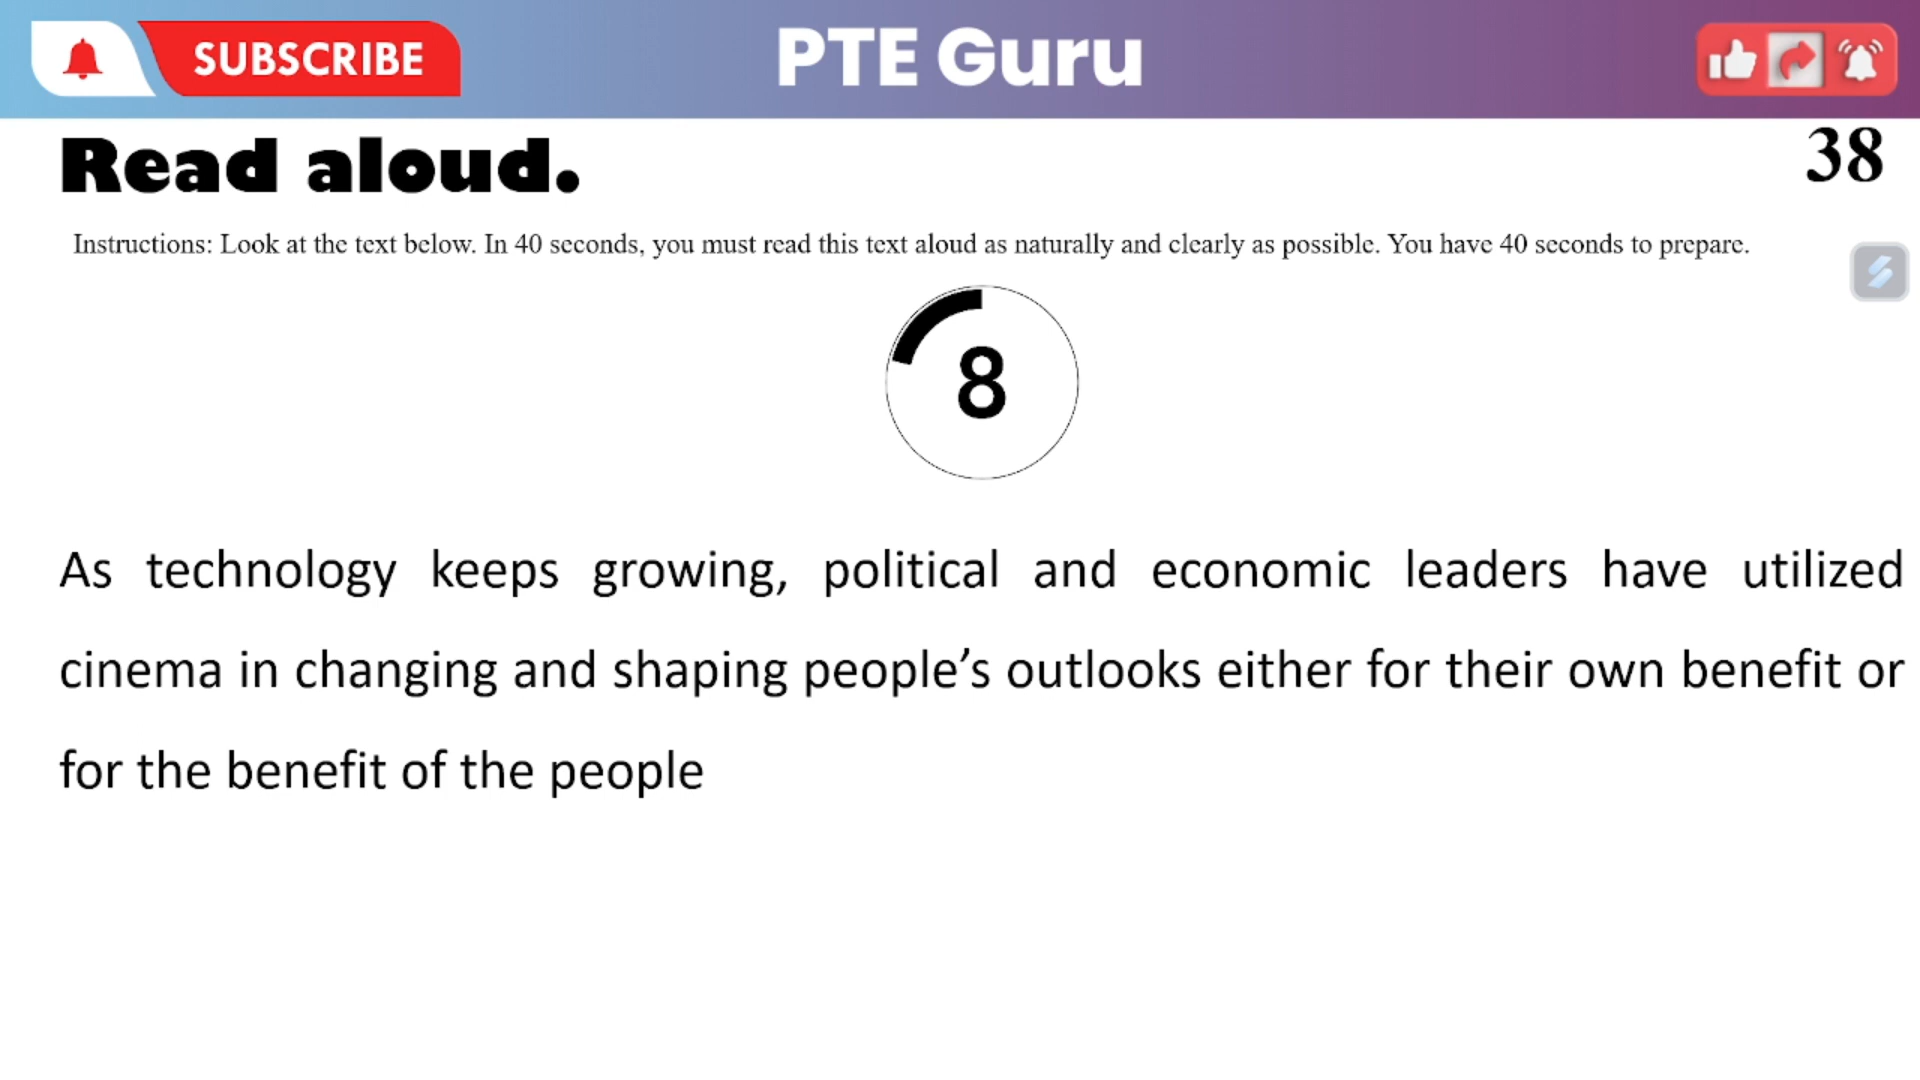 SUBSCRIBE
PTE Guru
Read aloud.
38
Instructions: Look at the text below. In 40 seconds, you must read this text aloud as naturally and clearly as possible. You have 40 seconds to prepare.
8
As technology keeps growing, political and economic leaders have utilized
cinema in changing and shaping people’s outlooks either for their own benefit or
for the benefit of the people